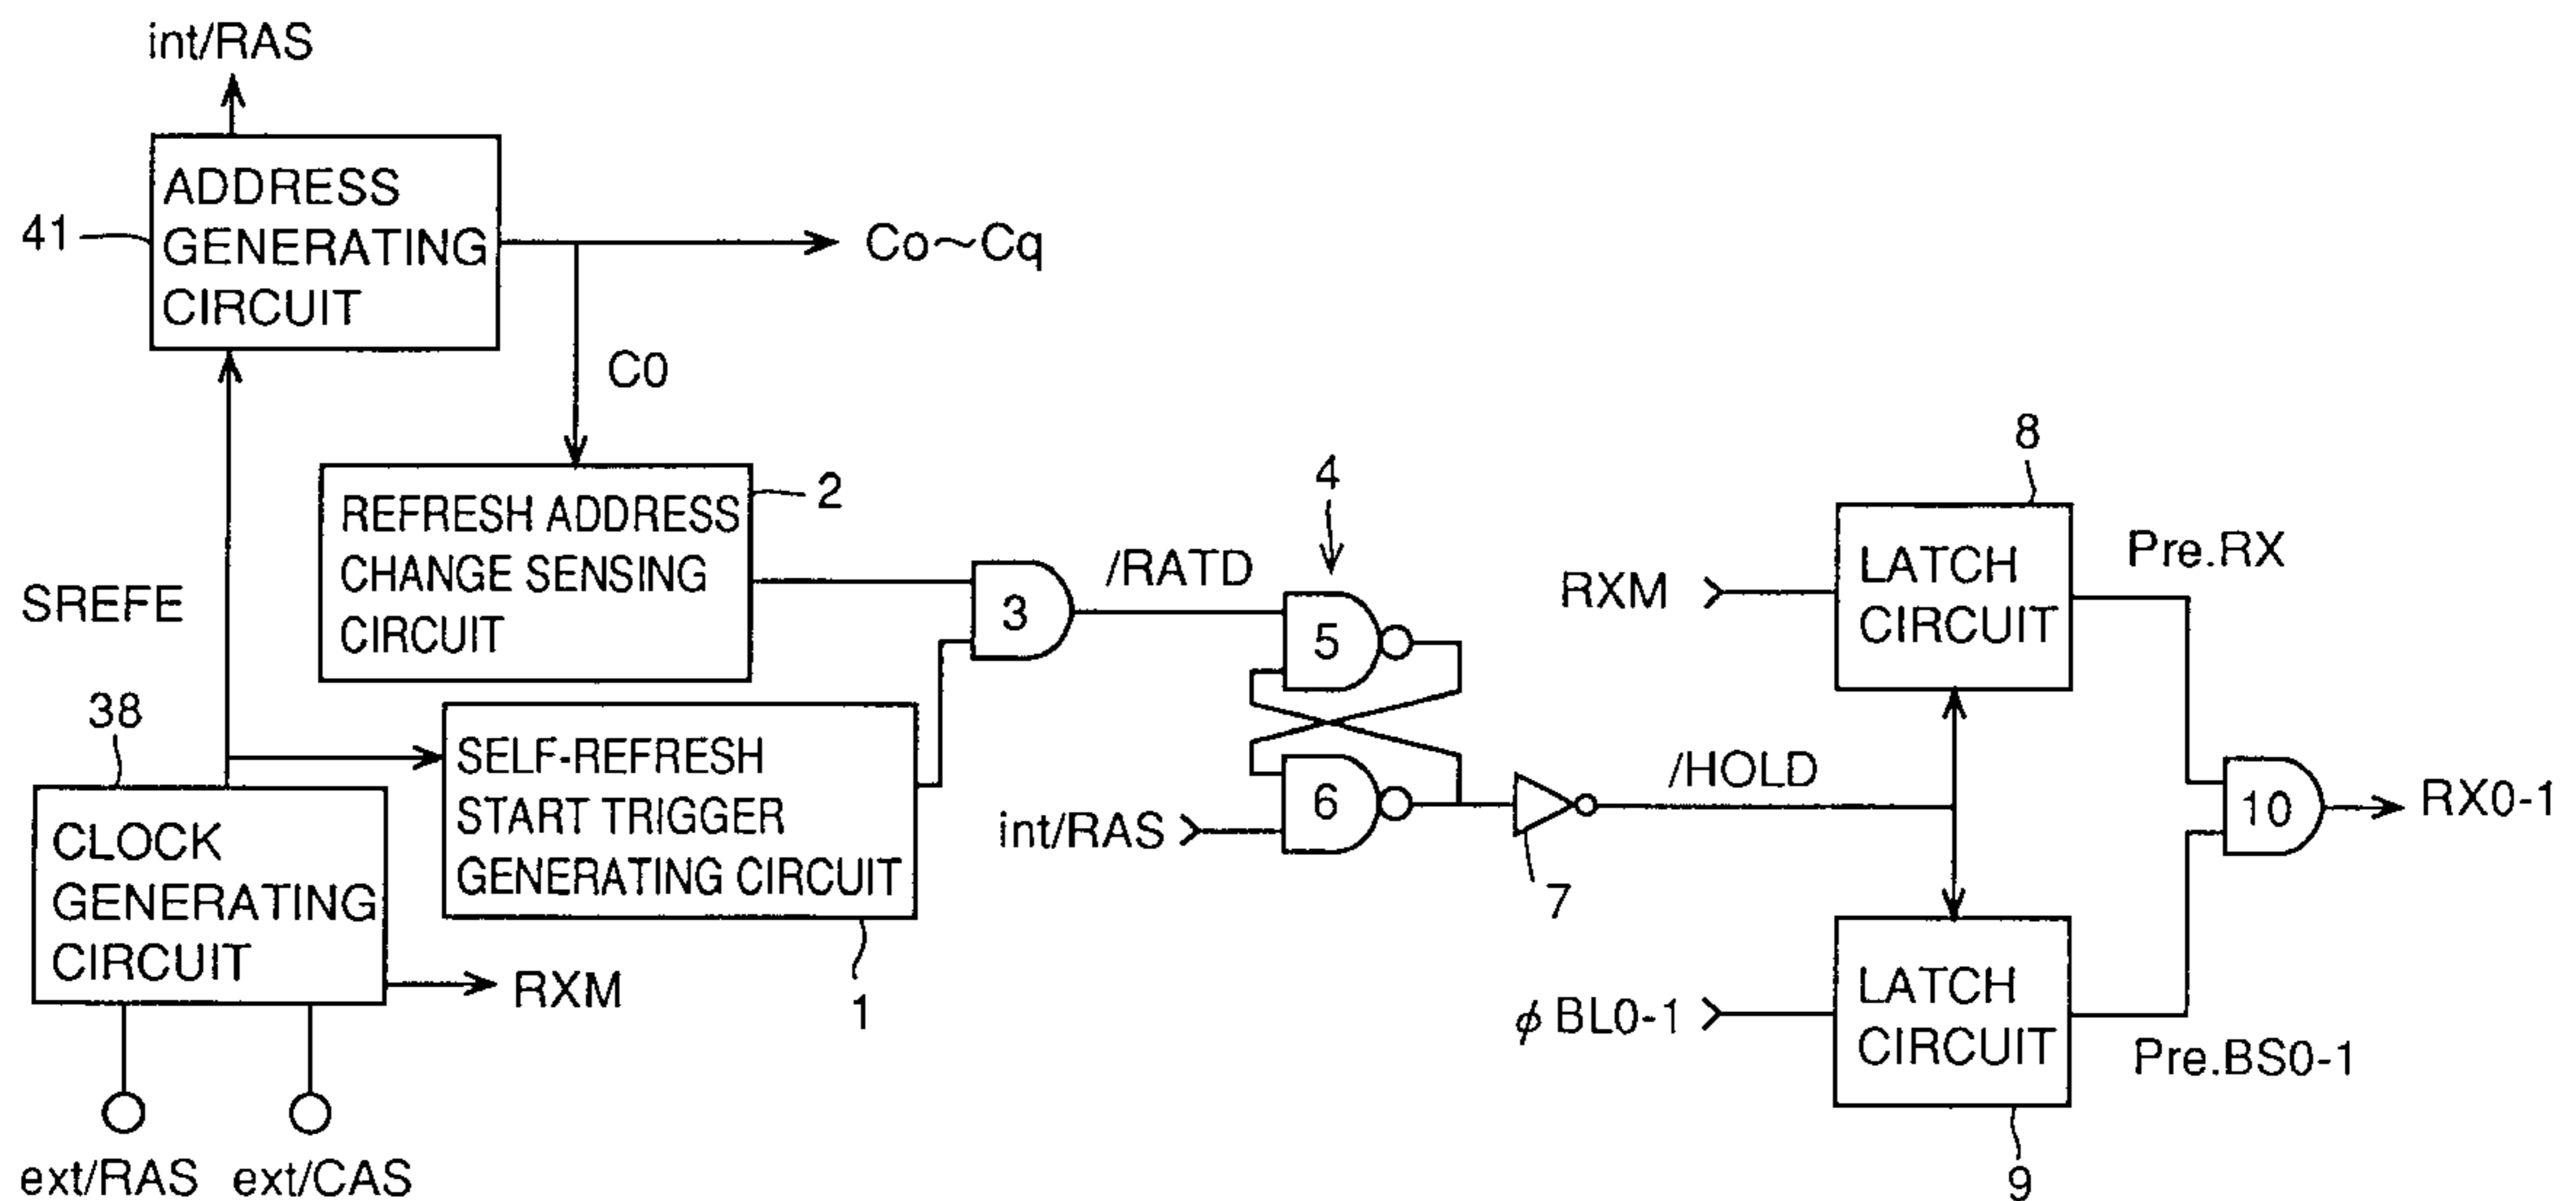 int/RAS
ADDRESS
GENERATING
CIRCUIT
41
Co~Cq
C0
8
4
2
REFRESH ADDRESS
CHANGE SENSING
CIRCUIT
/RATD
3
5
RXM
LATCH
CIRCUIT
Pre.RX
SREFE
38
SELF-REFRESH
START TRIGGER
GENERATING CIRCUIT
1
CLOCK
GENERATING
CIRCUIT
RXM
int/RAS
6
7
/HOLD
10
RX0-1
ϕ BL0-1
LATCH
CIRCUIT
Pre.BS0-1
9
ext/RAS
ext/CAS